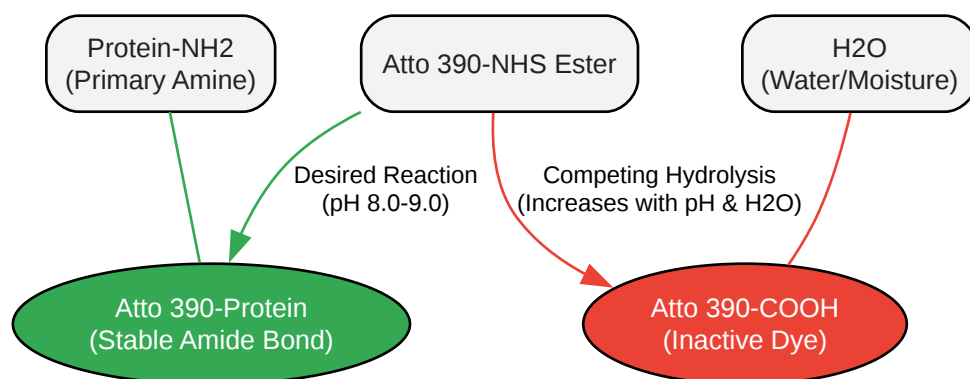 Protein-NH2
(Primary Amine)
Atto 390-NHS Ester
H2O
(Water/Moisture)
Desired Reaction
(pH 8.0-9.0)
Competing Hydrolysis
(Increases with pH & H2O)
Atto 390-Protein
(Stable Amide Bond)
Atto 390-COOH
(Inactive Dye)